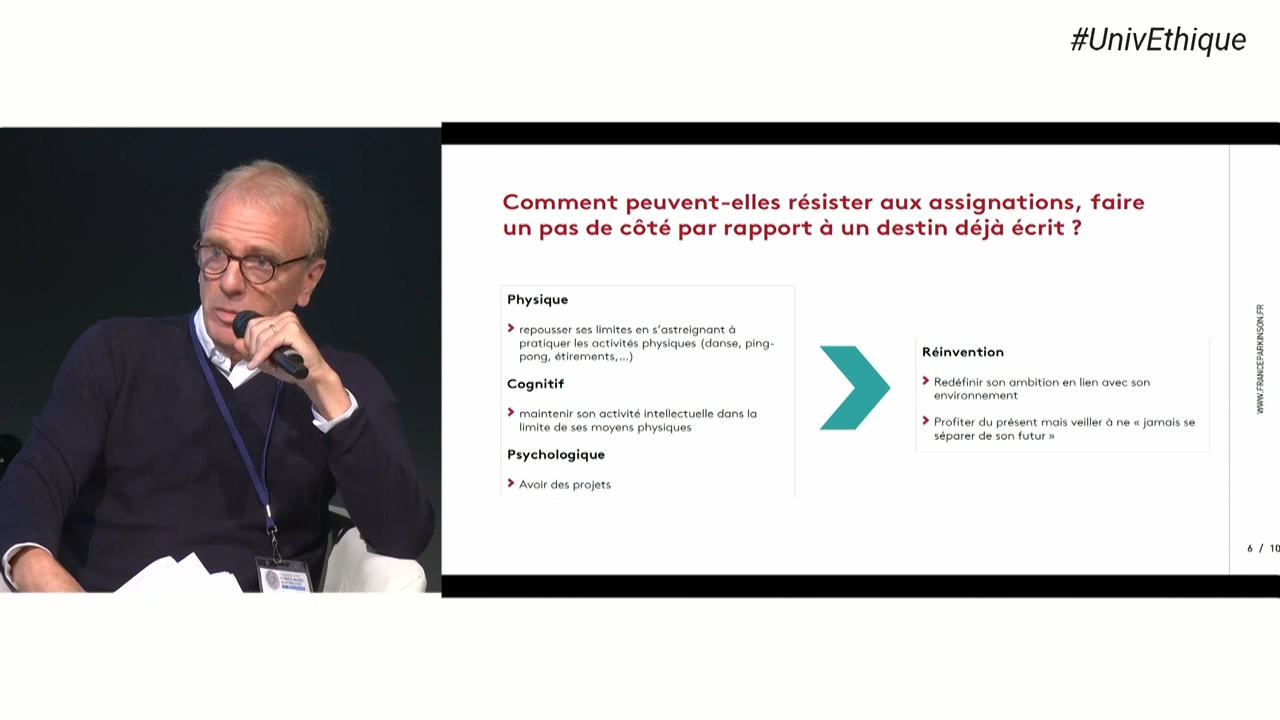 #UnivEthique
Comment peuvent-elles résister aux assignations, faire
un pas de côté par rapport à un destin déjà écrit ?
Physique
repousser ses limites en s’astreignant à
pratiquer les activités physiques (danse, ping-
pong, étirements,...)
Cognitif
maintenir son activité intellectuelle dans la
limite de ses moyens physiques
Psychologique
Avoir des projets
Réinvention
Redéfinir son ambition en lien avec son
environnement
Profiter du présent mais veiller à ne « jamais se
séparer de son futur »
WWW.FRANCEPARKINSON.FR
6 / 10